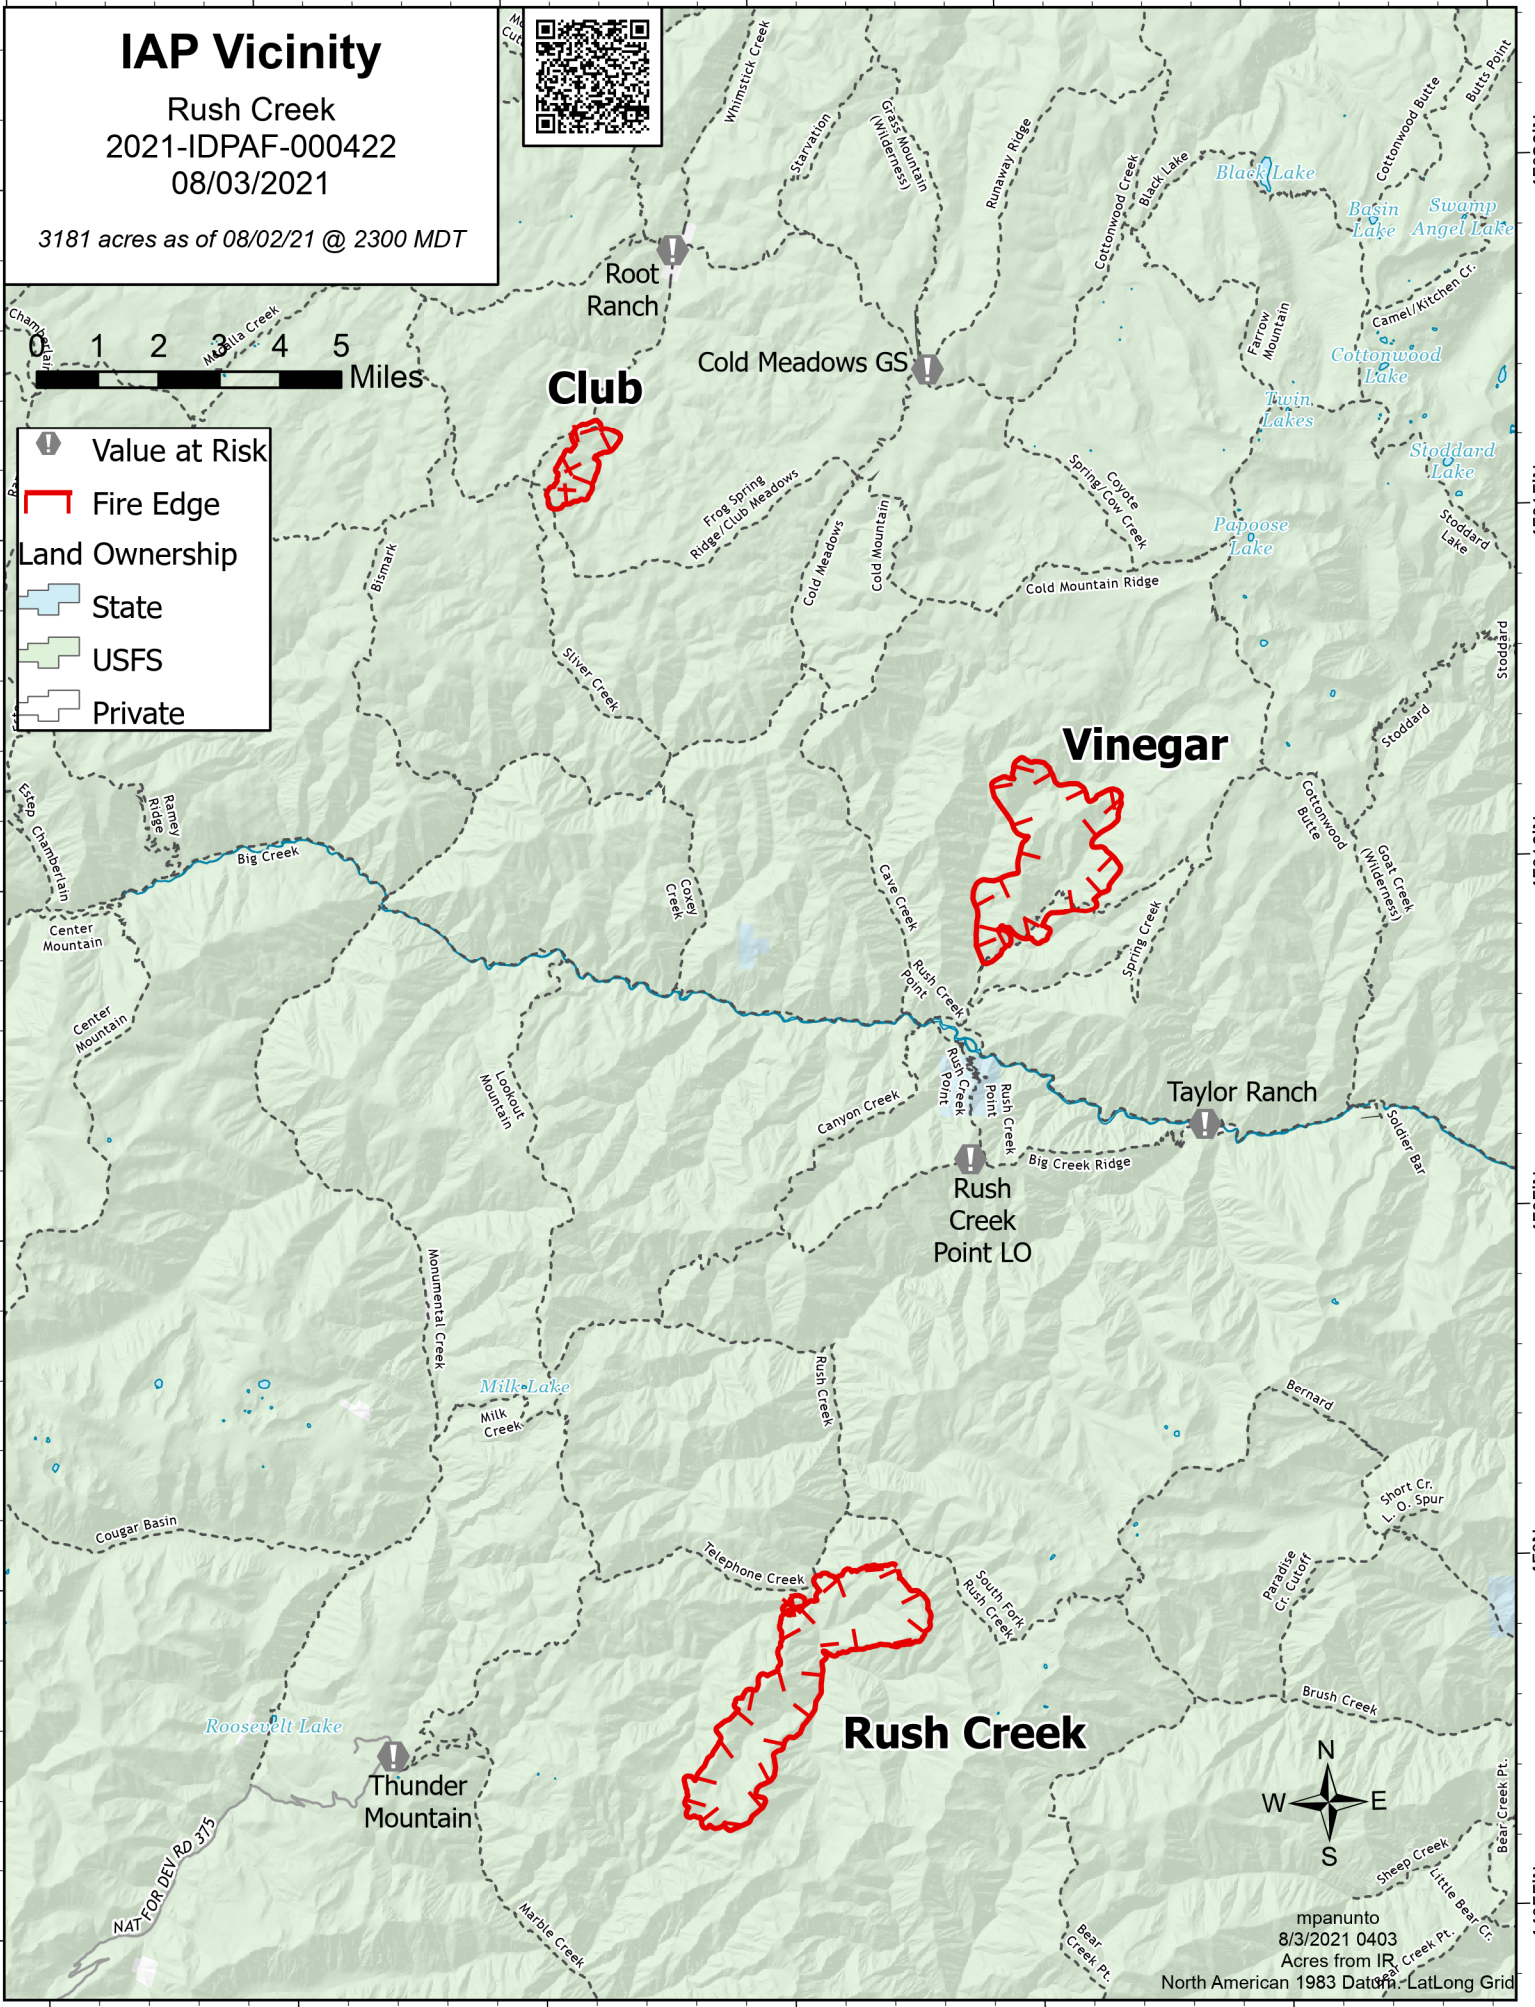 IAP Vicinity
Rush Creek
2021-IDPAF-000422
08/03/2021
3181 acres as of 08/02/21 @ 2300 MDT
Whimstick Creek
Starvation
Grass Mountain
(Wilderness)
Runaway Ridge
Cottonwood Creek
Black Lake
Black Lake
Cottonwood Butte
Butts Point
Basin
Lake
Swamp
Angel Lake
Camel/Kitchen Cr.
Root
Ranch
Chamberlain
McCalla Creek
0 1 2 3 4 5
Miles
Cold Meadows GS
Farrow
Mountain
Cottonwood
Lake
Twin
Lakes
Stoddard
Lake
Club
Value at Risk
Fire Edge
Land Ownership
State
USFS
Private
Frog Spring
Ridge/Club Meadows
Coyote
Spring/Cow Creek
Papoose
Lake
Stoddard
Lake
Bismark
Cold Meadows
Cold Mountain
Cold Mountain Ridge
Sliver Creek
Stoddard
Stoddard
Vinegar
Estep
Chamberlain
Ramey
Ridge
Big Creek
Cottonwood
Butte
Goat Creek
(Wilderness)
Coxey
Creek
Cave Creek
Spring Creek
Center
Mountain
Center
Mountain
Rush Creek
Point
Lookout
Mountain
Rush Creek
Point
Rush Creek
Point
Canyon Creek
Taylor Ranch
Soldier Bar
Big Creek Ridge
Rush
Creek
Point LO
Monumental Creek
Milk Lake
Milk
Creek
Rush Creek
Bernard
Short Cr.
L. O. Spur
Cougar Basin
Telephone Creek
South Fork
Rush Creek
Paradise
Cr. Cutoff
Brush Creek
Roosevelt Lake
Rush Creek
Thunder
Mountain
N
W E
S
NAT FOR DEV RD 375
Marble Creek
Bear
Creek Pt.
Bear Creek Pt.
Sheep Creek
Little Bear Cr.
Bear Creek Pt.
mpanunto
8/3/2021 0403
Acres from IR
North American 1983 Datum. LatLong Grid